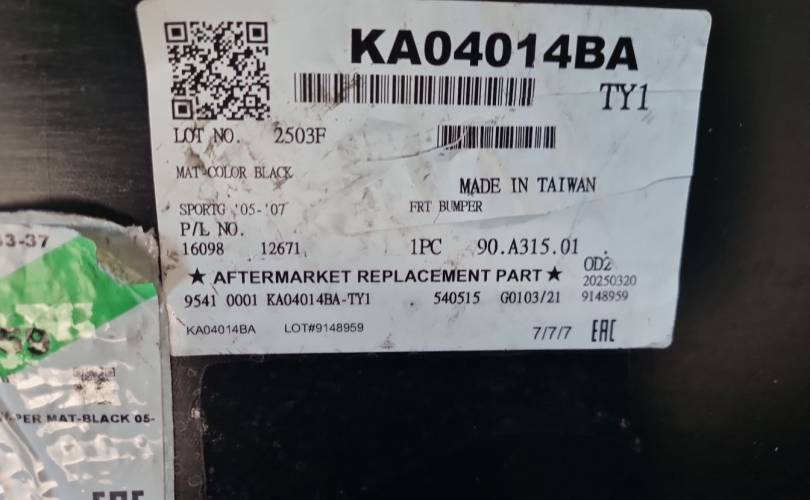 KA04014BA
TY1
LOT NO. 2503F
MAT-COLOR BLACK
MADE IN TAIWAN
SPORTG '05-'07 FRT BUMPER
P/L NO.
16098 12671 1PC 90.A315.01
OD2
★ AFTERMARKET REPLACEMENT PART ★ 20250320
9541 0001 KA04014BA-TY1 540515 G0103/21 9148959
KA04014BA LOT#9148959 7/7/7 EAC
3-37
MAT-BLACK 05-
EAC